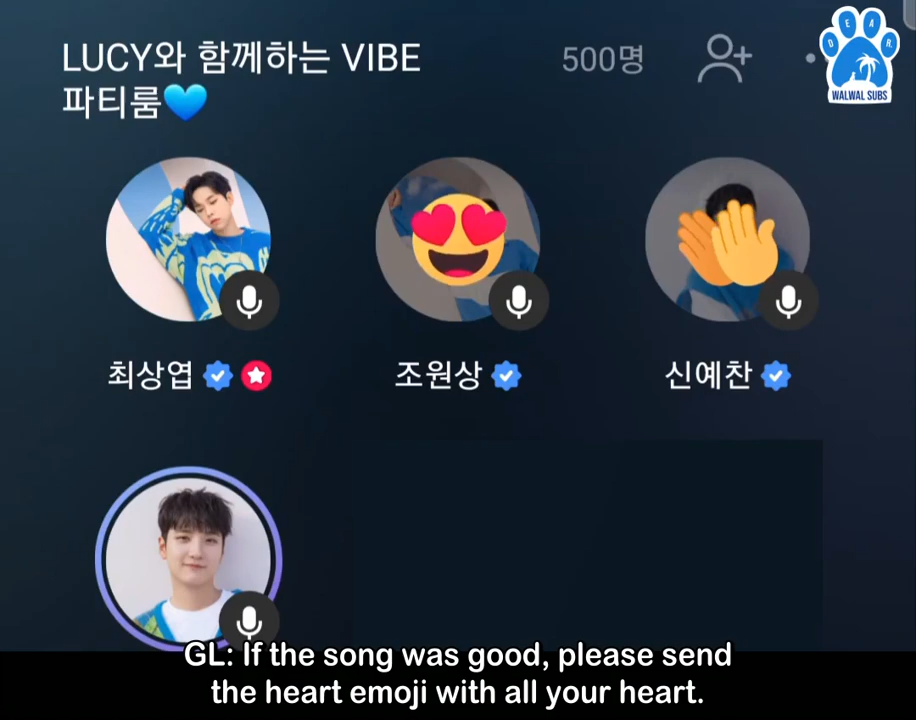 LUCY와 함께하는 VIBE
파티룸💙
500명
DEAR.
WALWAL SUBS
최상엽
조원상
신예찬
GL: If the song was good, please send
the heart emoji with all your heart.